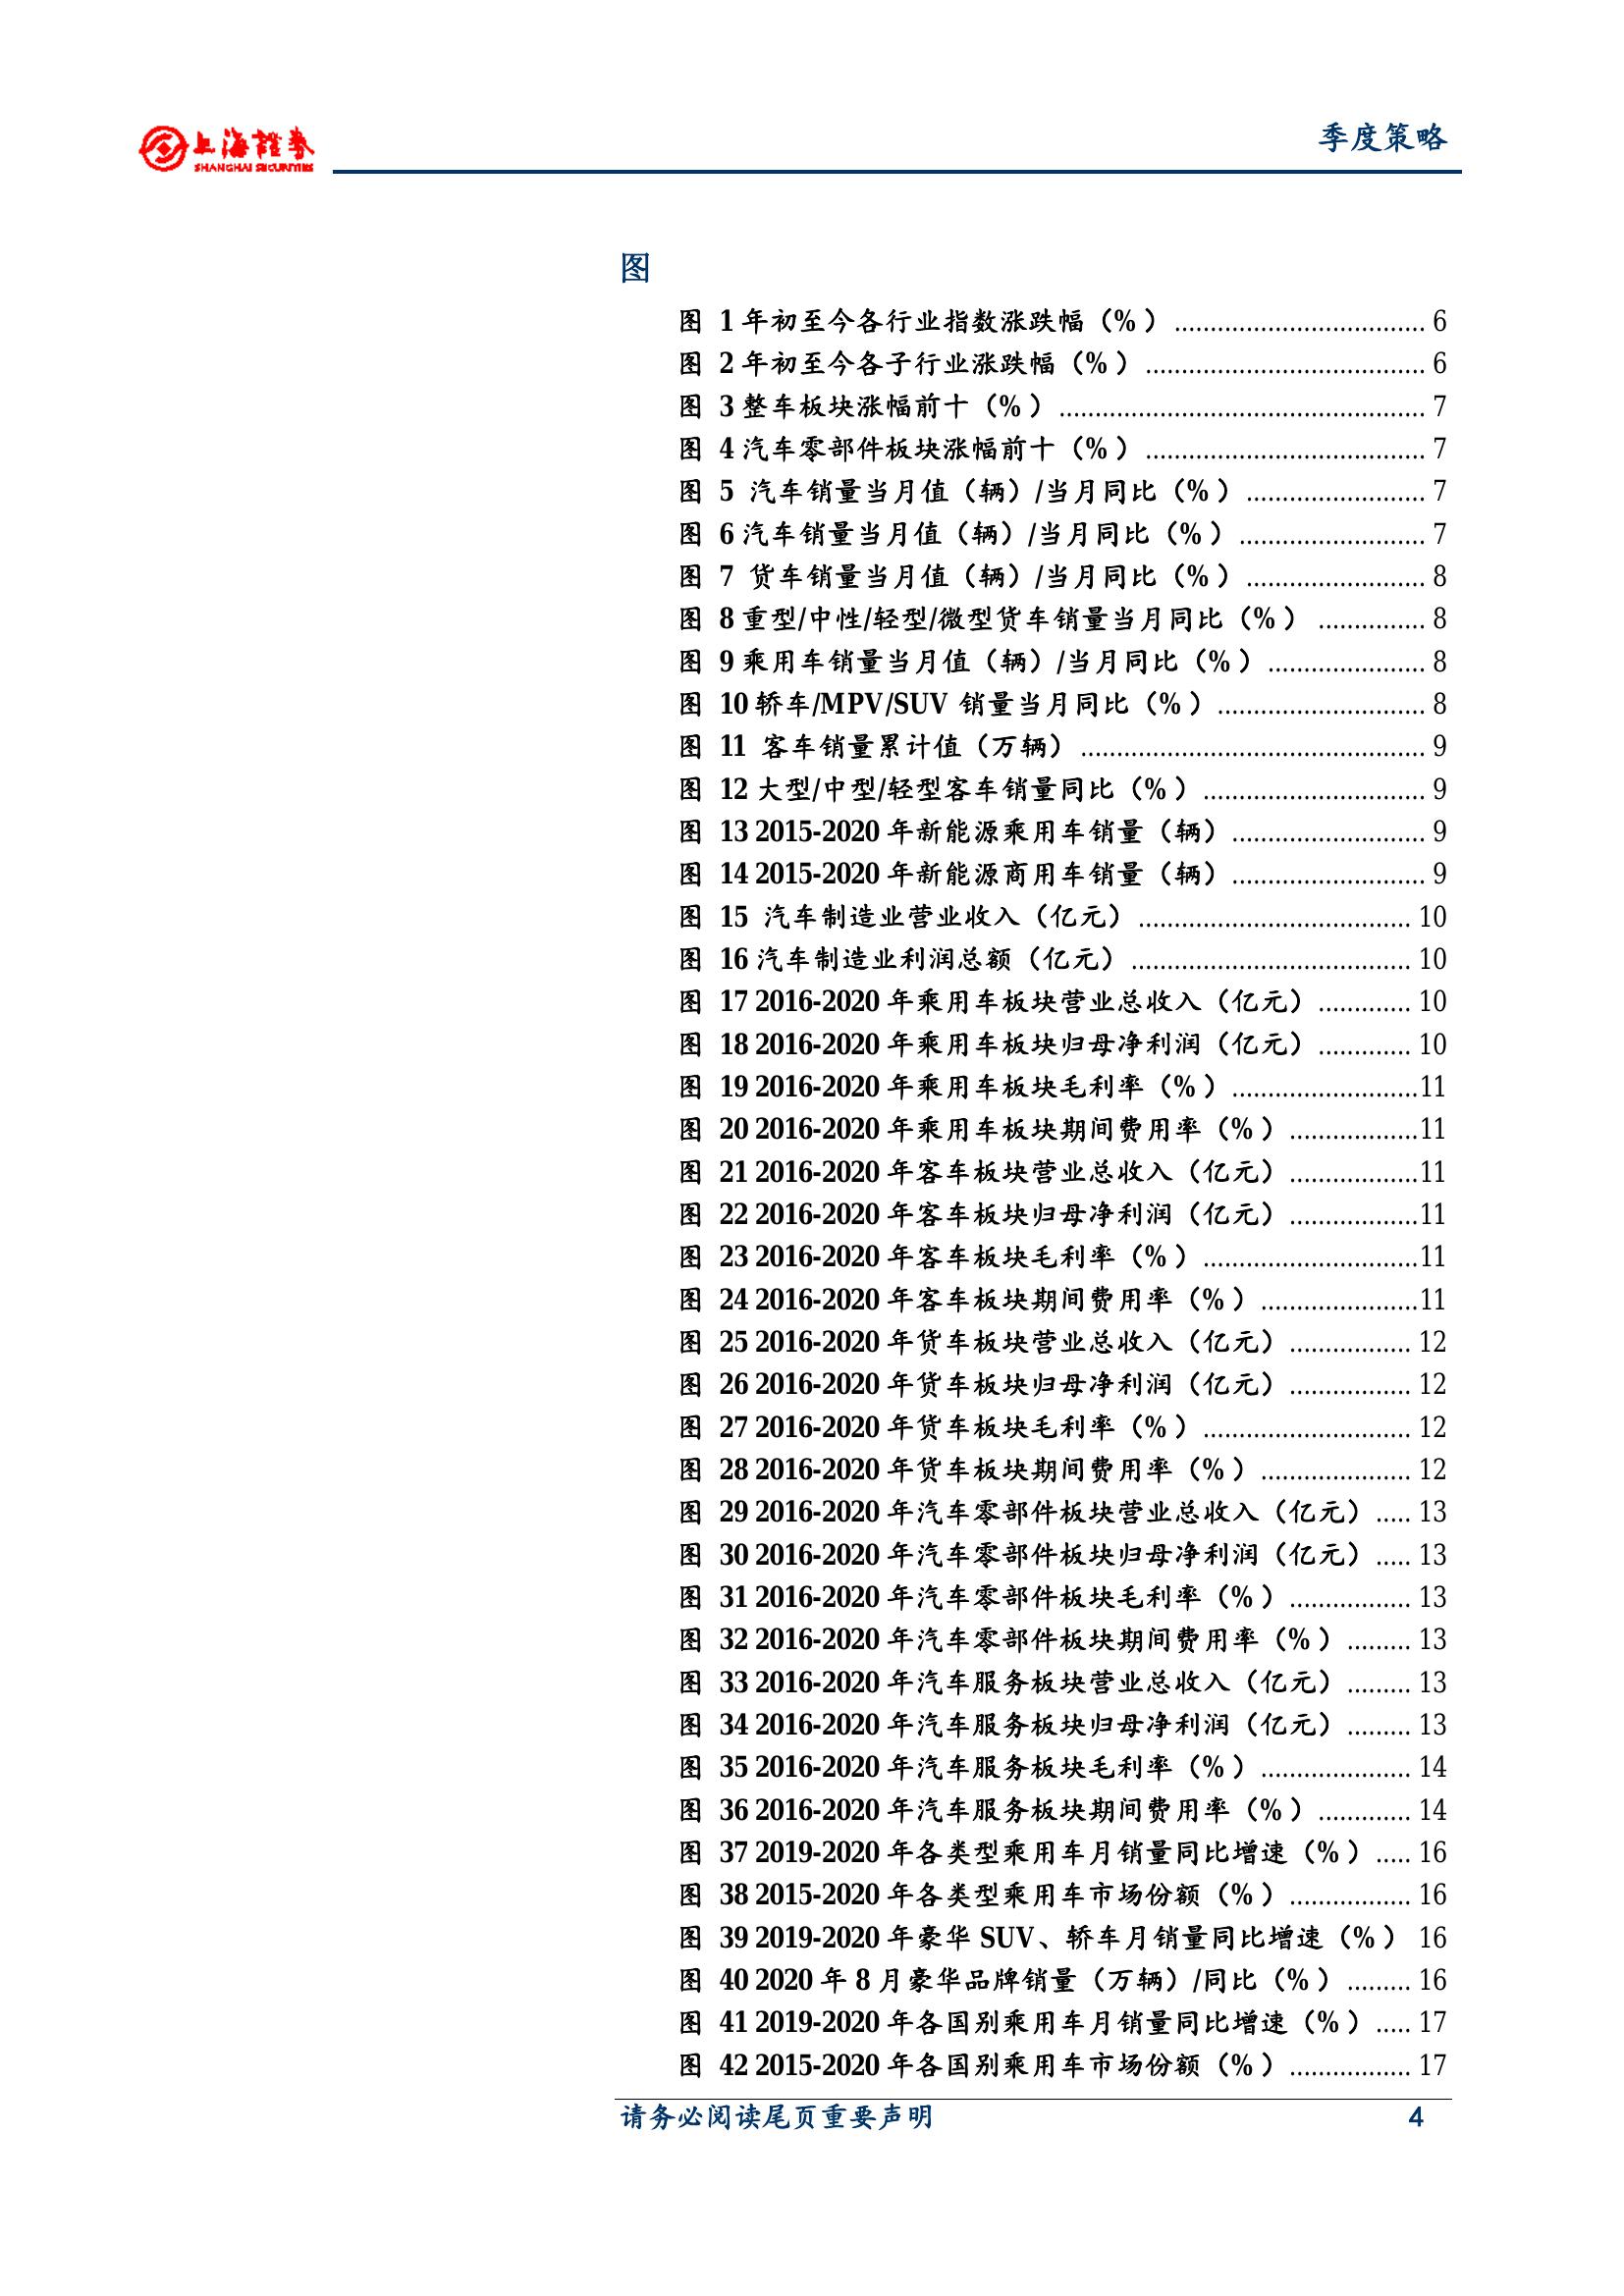 上海證券
SHANGHAI SECURITIES
季度策略
图
图 1 年初至今各行业指数涨跌幅（%）................................... 6
图 2 年初至今各子行业涨跌幅（%）....................................... 6
图 3 整车板块涨幅前十（%）................................................... 7
图 4 汽车零部件板块涨幅前十（%）....................................... 7
图 5 汽车销量当月值（辆）/当月同比（%）......................... 7
图 6 汽车销量当月值（辆）/当月同比（%）.......................... 7
图 7 货车销量当月值（辆）/当月同比（%）......................... 8
图 8 重型/中性/轻型/微型货车销量当月同比（%）............... 8
图 9 乘用车销量当月值（辆）/当月同比（%）...................... 8
图 10 轿车/MPV/SUV 销量当月同比（%）............................. 8
图 11 客车销量累计值（万辆）................................................ 9
图 12 大型/中型/轻型客车销量同比（%）............................... 9
图 13 2015-2020 年新能源乘用车销量（辆）........................... 9
图 14 2015-2020 年新能源商用车销量（辆）........................... 9
图 15 汽车制造业营业收入（亿元）...................................... 10
图 16 汽车制造业利润总额（亿元）....................................... 10
图 17 2016-2020 年乘用车板块营业总收入（亿元）............. 10
图 18 2016-2020 年乘用车板块归母净利润（亿元）............. 10
图 19 2016-2020 年乘用车板块毛利率（%）..........................11
图 20 2016-2020 年乘用车板块期间费用率（%）..................11
图 21 2016-2020 年客车板块营业总收入（亿元）..................11
图 22 2016-2020 年客车板块归母净利润（亿元）..................11
图 23 2016-2020 年客车板块毛利率（%）..............................11
图 24 2016-2020 年客车板块期间费用率（%）......................11
图 25 2016-2020 年货车板块营业总收入（亿元）................. 12
图 26 2016-2020 年货车板块归母净利润（亿元）................. 12
图 27 2016-2020 年货车板块毛利率（%）............................. 12
图 28 2016-2020 年货车板块期间费用率（%）..................... 12
图 29 2016-2020 年汽车零部件板块营业总收入（亿元）..... 13
图 30 2016-2020 年汽车零部件板块归母净利润（亿元）..... 13
图 31 2016-2020 年汽车零部件板块毛利率（%）................. 13
图 32 2016-2020 年汽车零部件板块期间费用率（%）......... 13
图 33 2016-2020 年汽车服务板块营业总收入（亿元）......... 13
图 34 2016-2020 年汽车服务板块归母净利润（亿元）......... 13
图 35 2016-2020 年汽车服务板块毛利率（%）..................... 14
图 36 2016-2020 年汽车服务板块期间费用率（%）............. 14
图 37 2019-2020 年各类型乘用车月销量同比增速（%）..... 16
图 38 2015-2020 年各类型乘用车市场份额（%）................. 16
图 39 2019-2020 年豪华 SUV、轿车月销量同比增速（%） 16
图 40 2020 年 8 月豪华品牌销量（万辆）/同比（%）......... 16
图 41 2019-2020 年各国别乘用车月销量同比增速（%）..... 17
图 42 2015-2020 年各国别乘用车市场份额（%）................. 17
请务必阅读尾页重要声明 4